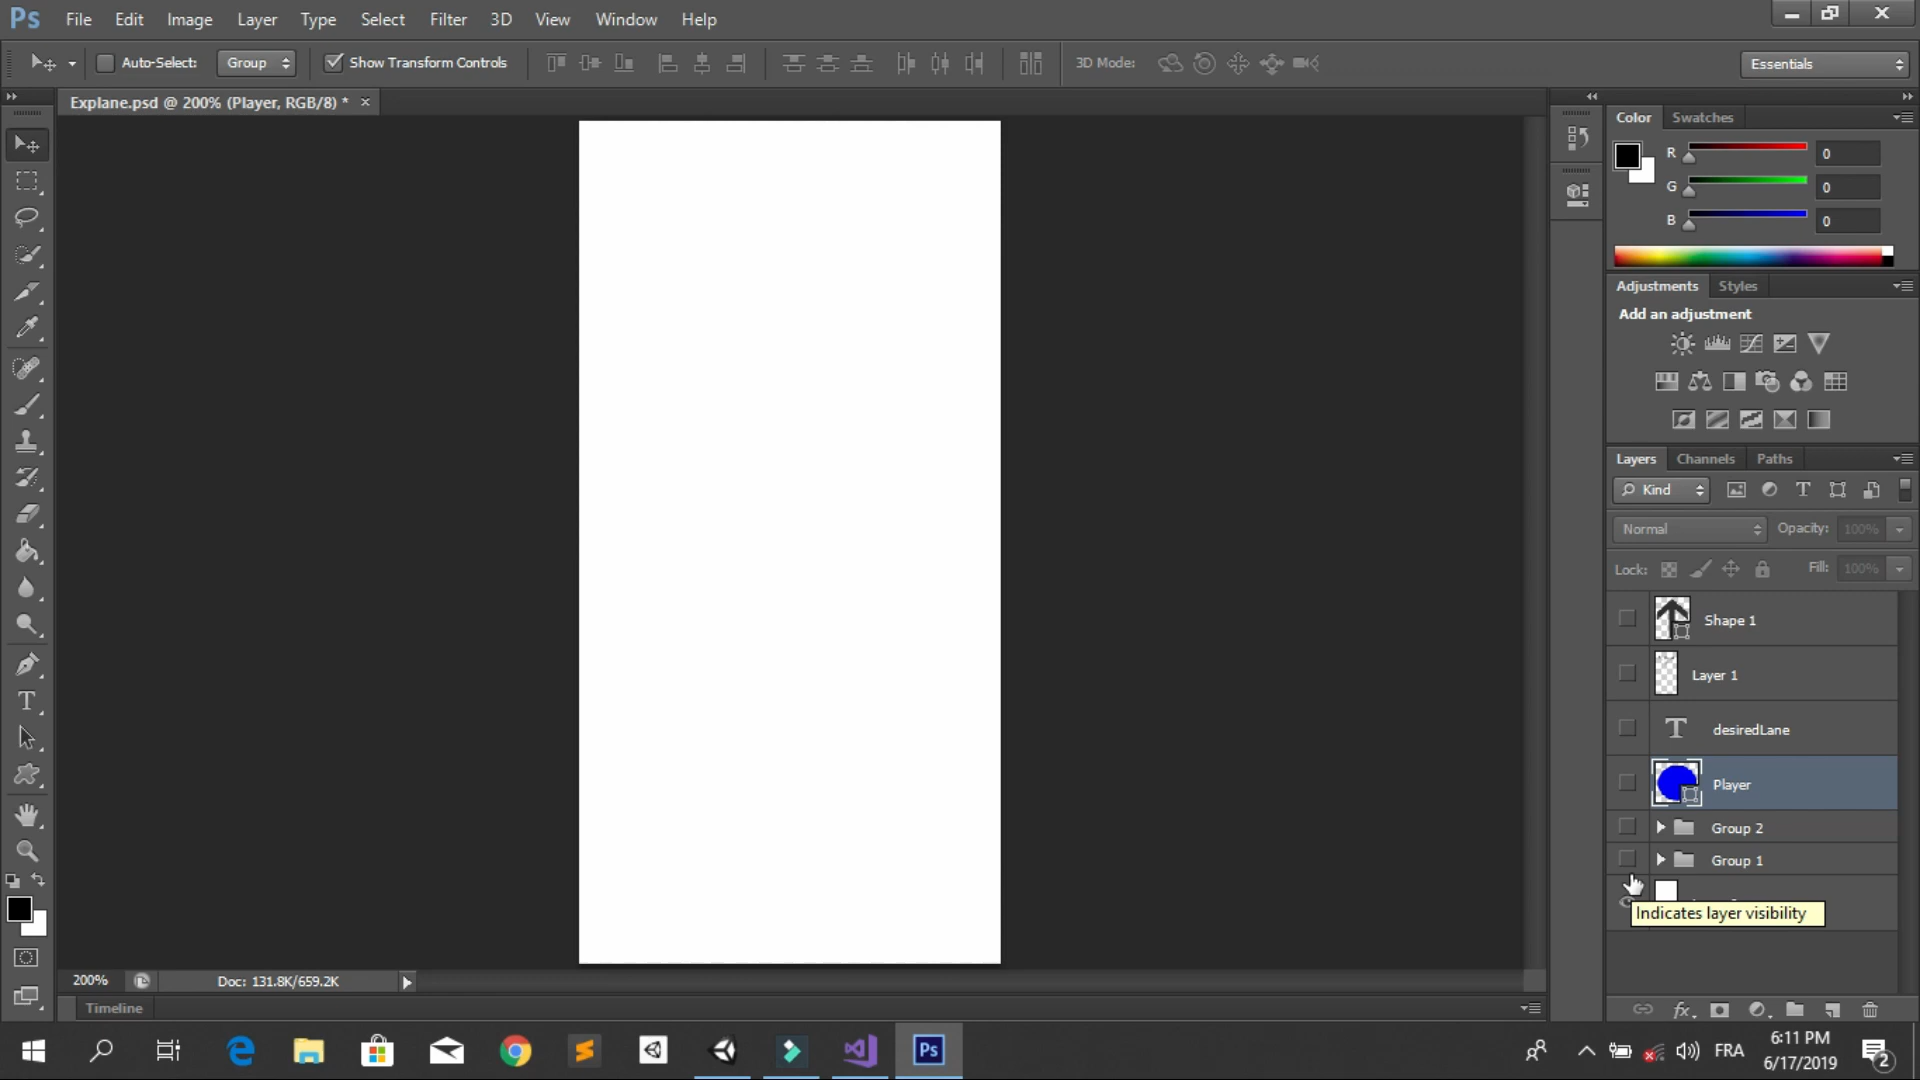 Ps File Edit Image Layer Type Select Filter 3D View Window Help
Auto-Select: Group Show Transform Controls 3D Mode: Essentials
Explane.psd @ 200% (Player, RGB/8) * ×
Color Swatches
R 0
G 0
B 0
Adjustments Styles
Add an adjustment
Layers Channels Paths
Kind
Normal Opacity: 100%
Lock: Fill: 100%
Shape 1
Layer 1
desiredLane
Player
Group 2
Group 1
Indicates layer visibility
200% Doc: 131.8K/659.2K
Timeline
Ps FRA 6:11 PM
6/17/2019 2